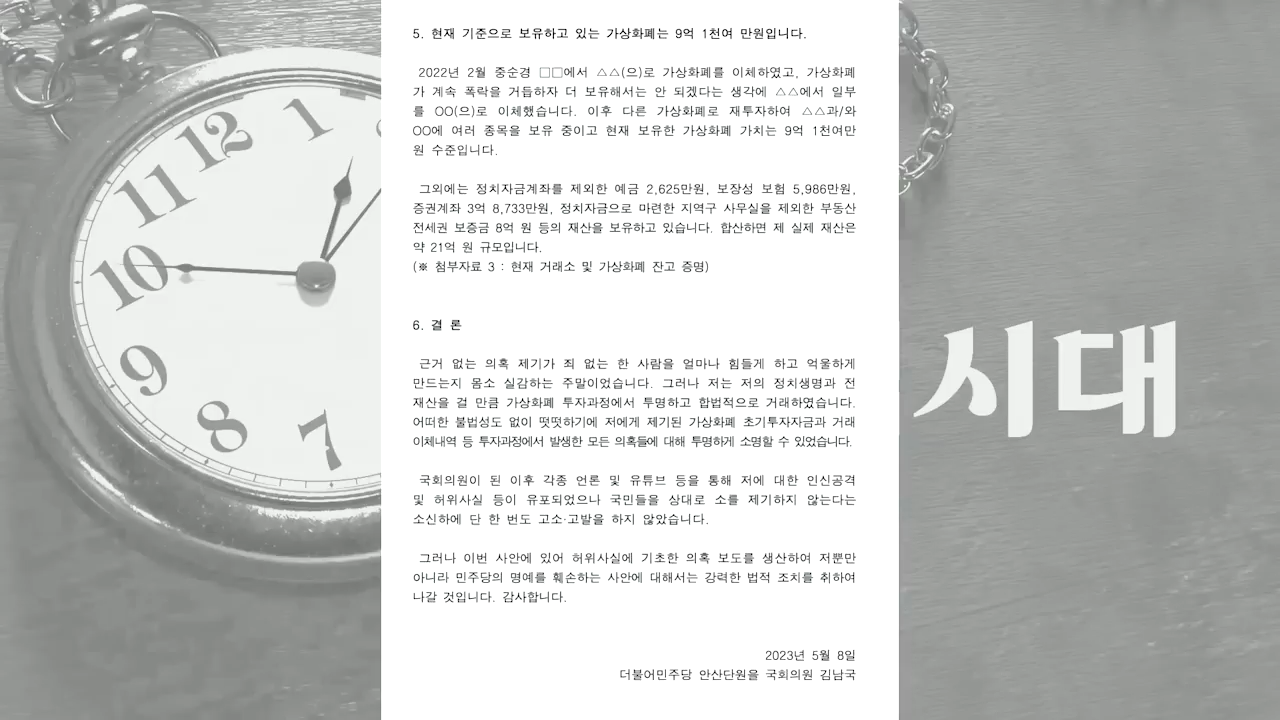 5. 현재 기준으로 보유하고 있는 가상화폐는 9억 1천여 만원입니다.
2022년 2월 중순경 □□에서 △△(으)로 가상화폐를 이체하였고, 가상화폐
가 계속 폭락을 거듭하자 더 보유해서는 안 되겠다는 생각에 △△에서 일부
를 OO(으)로 이체했습니다. 이후 다른 가상화폐로 재투자하여 △△과/와
OO에 여러 종목을 보유 중이고 현재 보유한 가상화폐 가치는 9억 1천여만
원 수준입니다.
그외에는 정치자금계좌를 제외한 예금 2,625만원, 보장성 보험 5,986만원,
증권계좌 3억 8,733만원, 정치자금으로 마련한 지역구 사무실을 제외한 부동산
전세권 보증금 8억 원 등의 재산을 보유하고 있습니다. 합산하면 제 실제 재산은
약 21억 원 규모입니다.
(※ 첨부자료 3 : 현재 거래소 및 가상화폐 잔고 증명)
6. 결 론
근거 없는 의혹 제기가 죄 없는 한 사람을 얼마나 힘들게 하고 억울하게
만드는지 몸소 실감하는 주말이었습니다. 그러나 저는 저의 정치생명과 전
재산을 걸 만큼 가상화폐 투자과정에서 투명하고 합법적으로 거래하였습니다.
어떠한 불법성도 없이 떳떳하기에 저에게 제기된 가상화폐 초기투자자금과 거래
이체내역 등 투자과정에서 발생한 모든 의혹들에 대해 투명하게 소명할 수 있었습니다.
국회의원이 된 이후 각종 언론 및 유튜브 등을 통해 저에 대한 인신공격
및 허위사실 등이 유포되었으나 국민들을 상대로 소를 제기하지 않는다는
소신하에 단 한 번도 고소·고발을 하지 않았습니다.
그러나 이번 사안에 있어 허위사실에 기초한 의혹 보도를 생산하여 저뿐만
아니라 민주당의 명예를 훼손하는 사안에 대해서는 강력한 법적 조치를 취하여
나갈 것입니다. 감사합니다.
2023년 5월 8일
더불어민주당 안산단원을 국회의원 김남국
12
1
11
10
9
8
7
시대